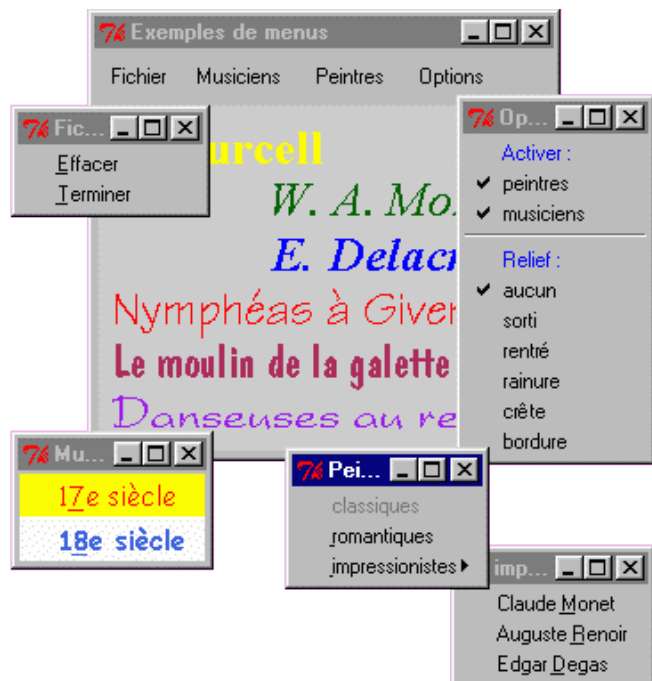 Exemples de menus
Fichier Musiciens Peintres Options
Fic...
Effacer
Terminer
urcell
W. A. Mo
E. Delac
Nymphéas à Giver
Le moulin de la galette
Danseuses au re
Op...
Activer :
peintres
musiciens
Relief :
aucun
sorti
rentré
rainure
crête
bordure
Mu...
17e siècle
18e siècle
Pei...
classiques
romantiques
impressionistes
imp...
Claude Monet
Auguste Renoir
Edgar Degas